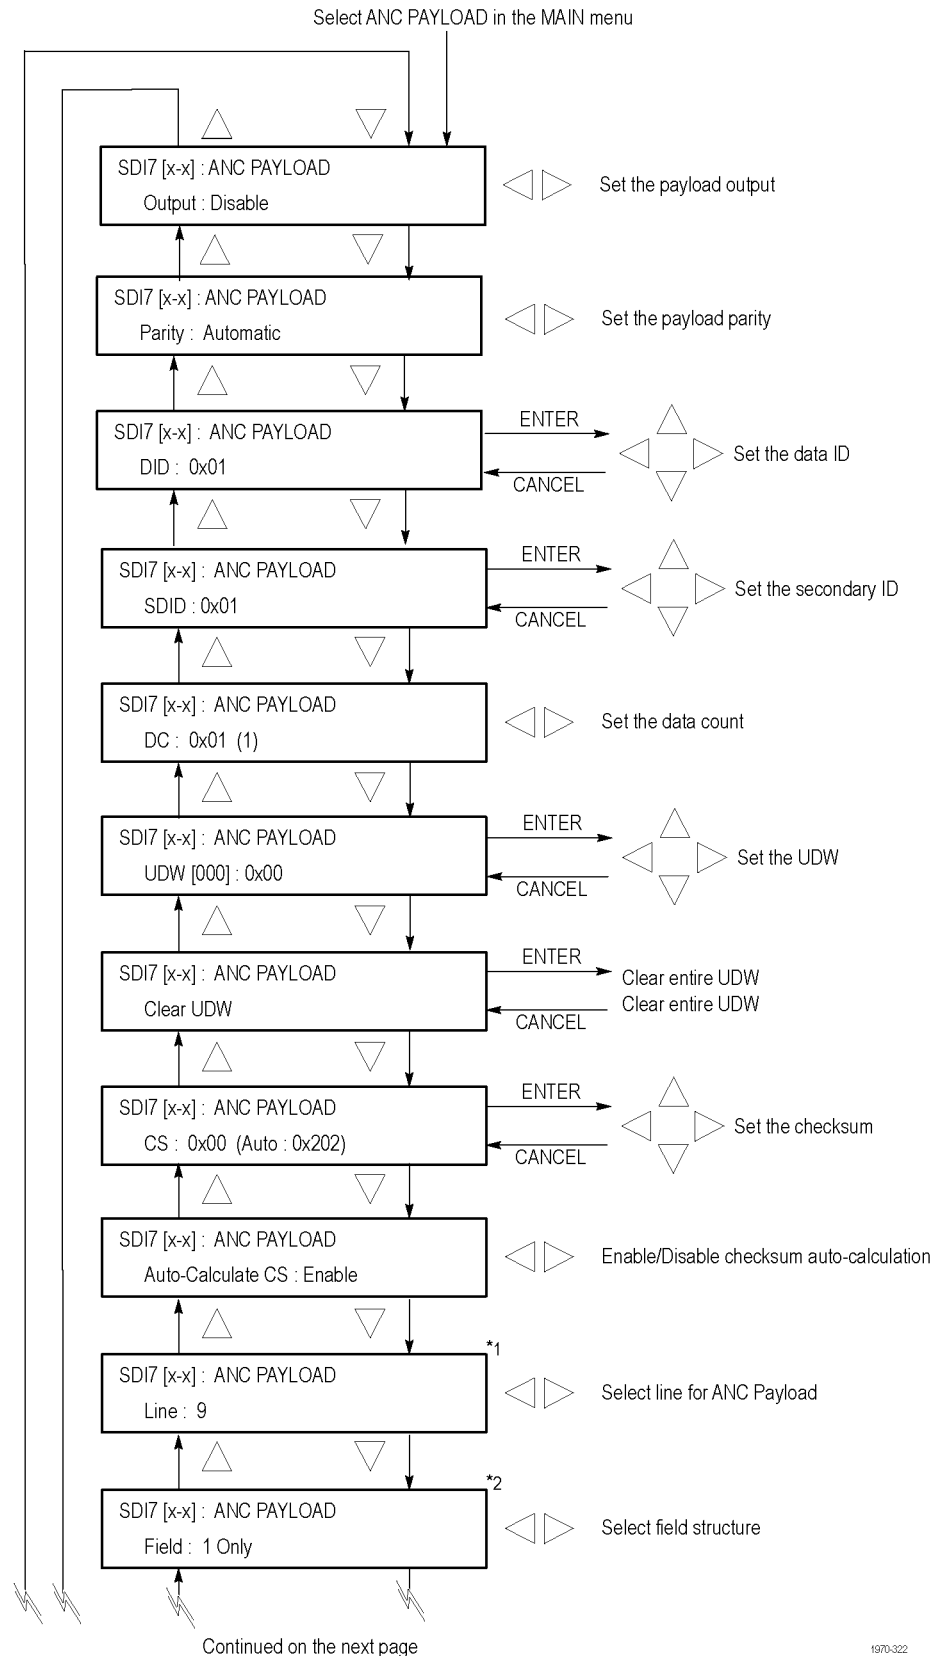 Select ANC PAYLOAD in the MAIN menu
SDI7 [x-x] : ANC PAYLOAD
Output : Disable
Set the payload output
SDI7 [x-x] : ANC PAYLOAD
Parity : Automatic
Set the payload parity
SDI7 [x-x] : ANC PAYLOAD
DID : 0x01
ENTER
CANCEL
Set the data ID
SDI7 [x-x] : ANC PAYLOAD
SDID : 0x01
ENTER
CANCEL
Set the secondary ID
SDI7 [x-x] : ANC PAYLOAD
DC : 0x01 (1)
Set the data count
SDI7 [x-x] : ANC PAYLOAD
UDW [000] : 0x00
ENTER
CANCEL
Set the UDW
SDI7 [x-x] : ANC PAYLOAD
Clear UDW
ENTER
CANCEL
Clear entire UDW
Clear entire UDW
SDI7 [x-x] : ANC PAYLOAD
CS : 0x00 (Auto : 0x202)
ENTER
CANCEL
Set the checksum
SDI7 [x-x] : ANC PAYLOAD
Auto-Calculate CS : Enable
Enable/Disable checksum auto-calculation
*1
SDI7 [x-x] : ANC PAYLOAD
Line : 9
Select line for ANC Payload
*2
SDI7 [x-x] : ANC PAYLOAD
Field : 1 Only
Select field structure
Continued on the next page
1970-322